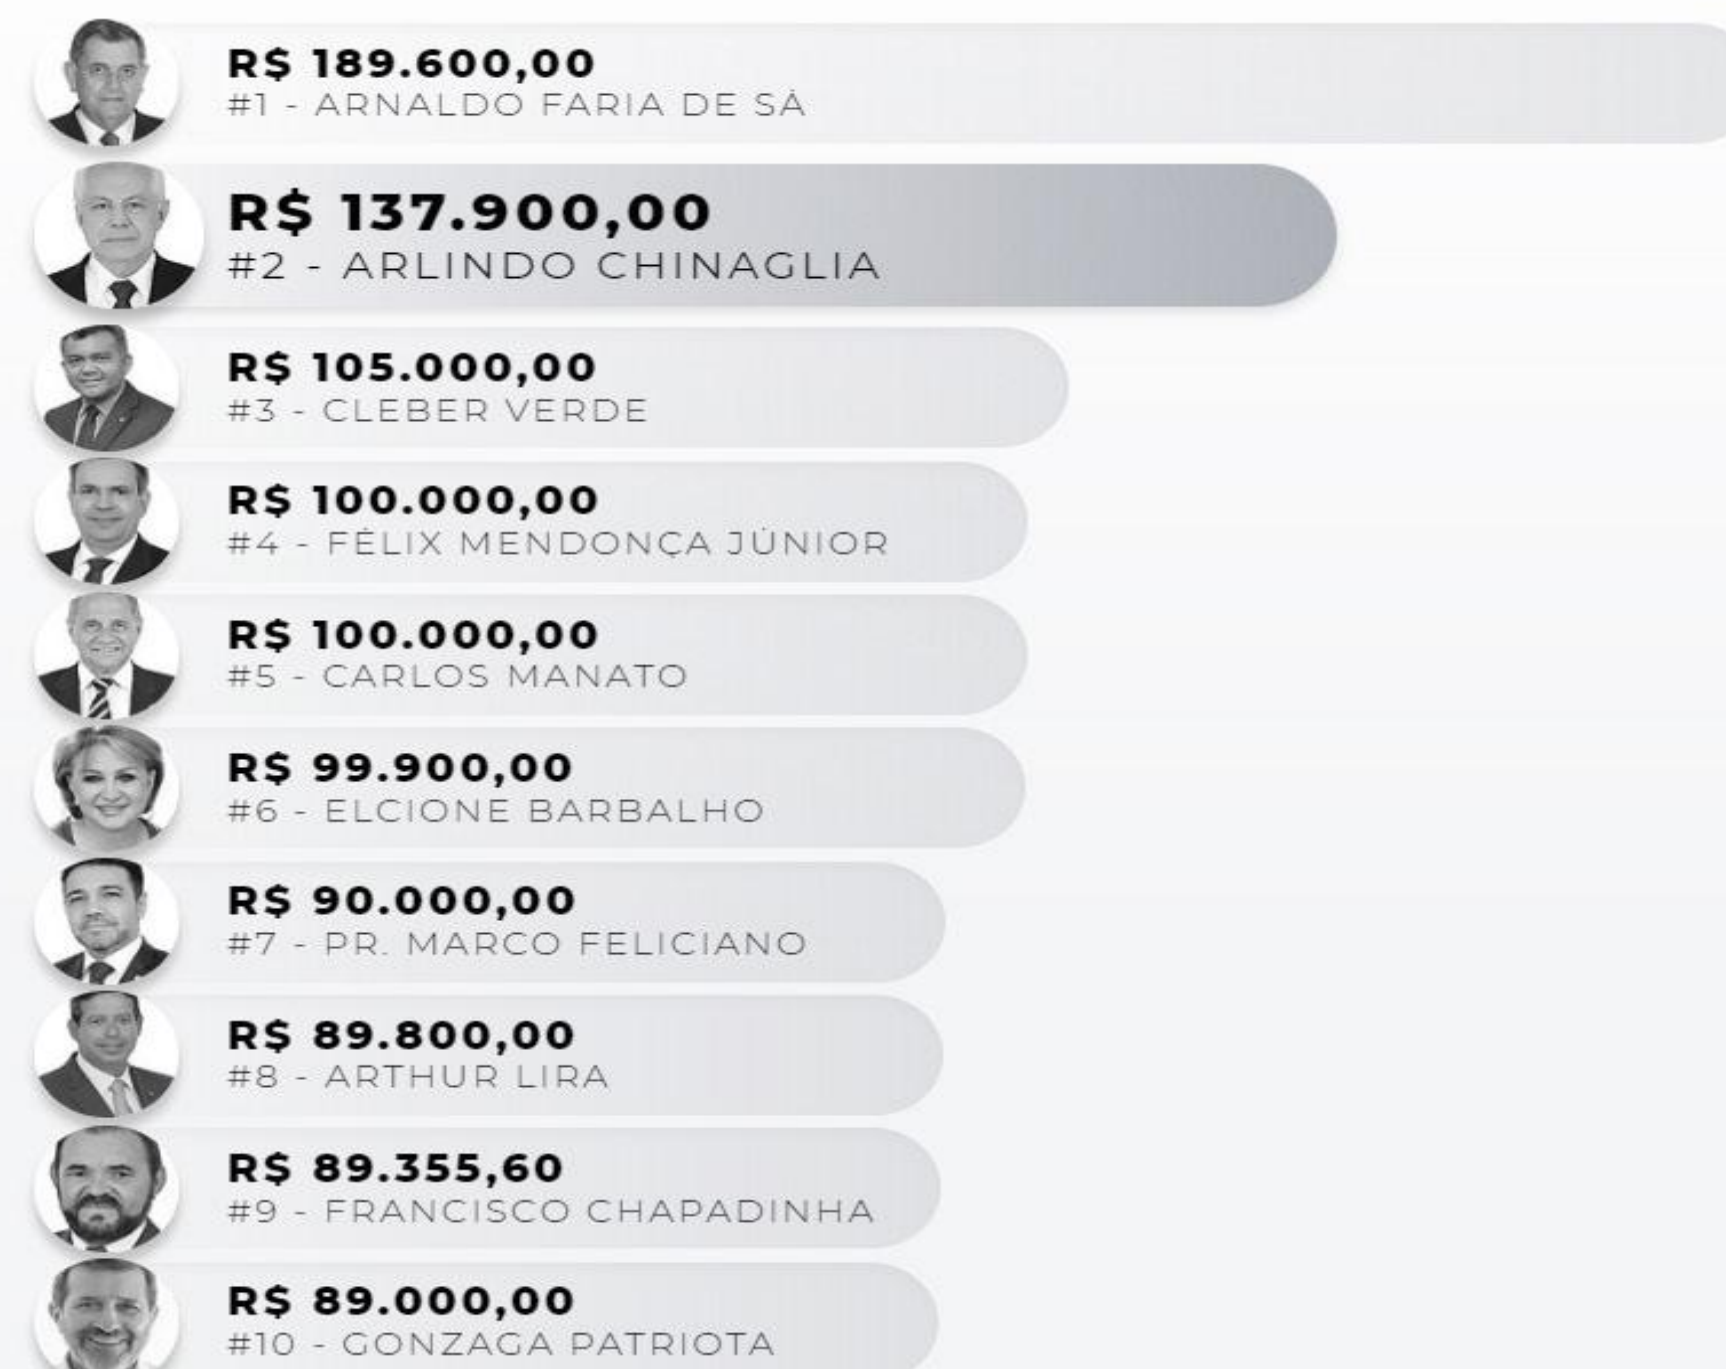 R$ 189.600,00
#1 - ARNALDO FARIA DE SÁ
R$ 137.900,00
#2 - ARLINDO CHINAGLIA
R$ 105.000,00
#3 - CLEBER VERDE
R$ 100.000,00
#4 - FÉLIX MENDONÇA JÚNIOR
R$ 100.000,00
#5 - CARLOS MANATO
R$ 99.900,00
#6 - ELCIONE BARBALHO
R$ 90.000,00
#7 - PR. MARCO FELICIANO
R$ 89.800,00
#8 - ARTHUR LIRA
R$ 89.355,60
#9 - FRANCISCO CHAPADINHA
R$ 89.000,00
#10 - GONZAGA PATRIOTA